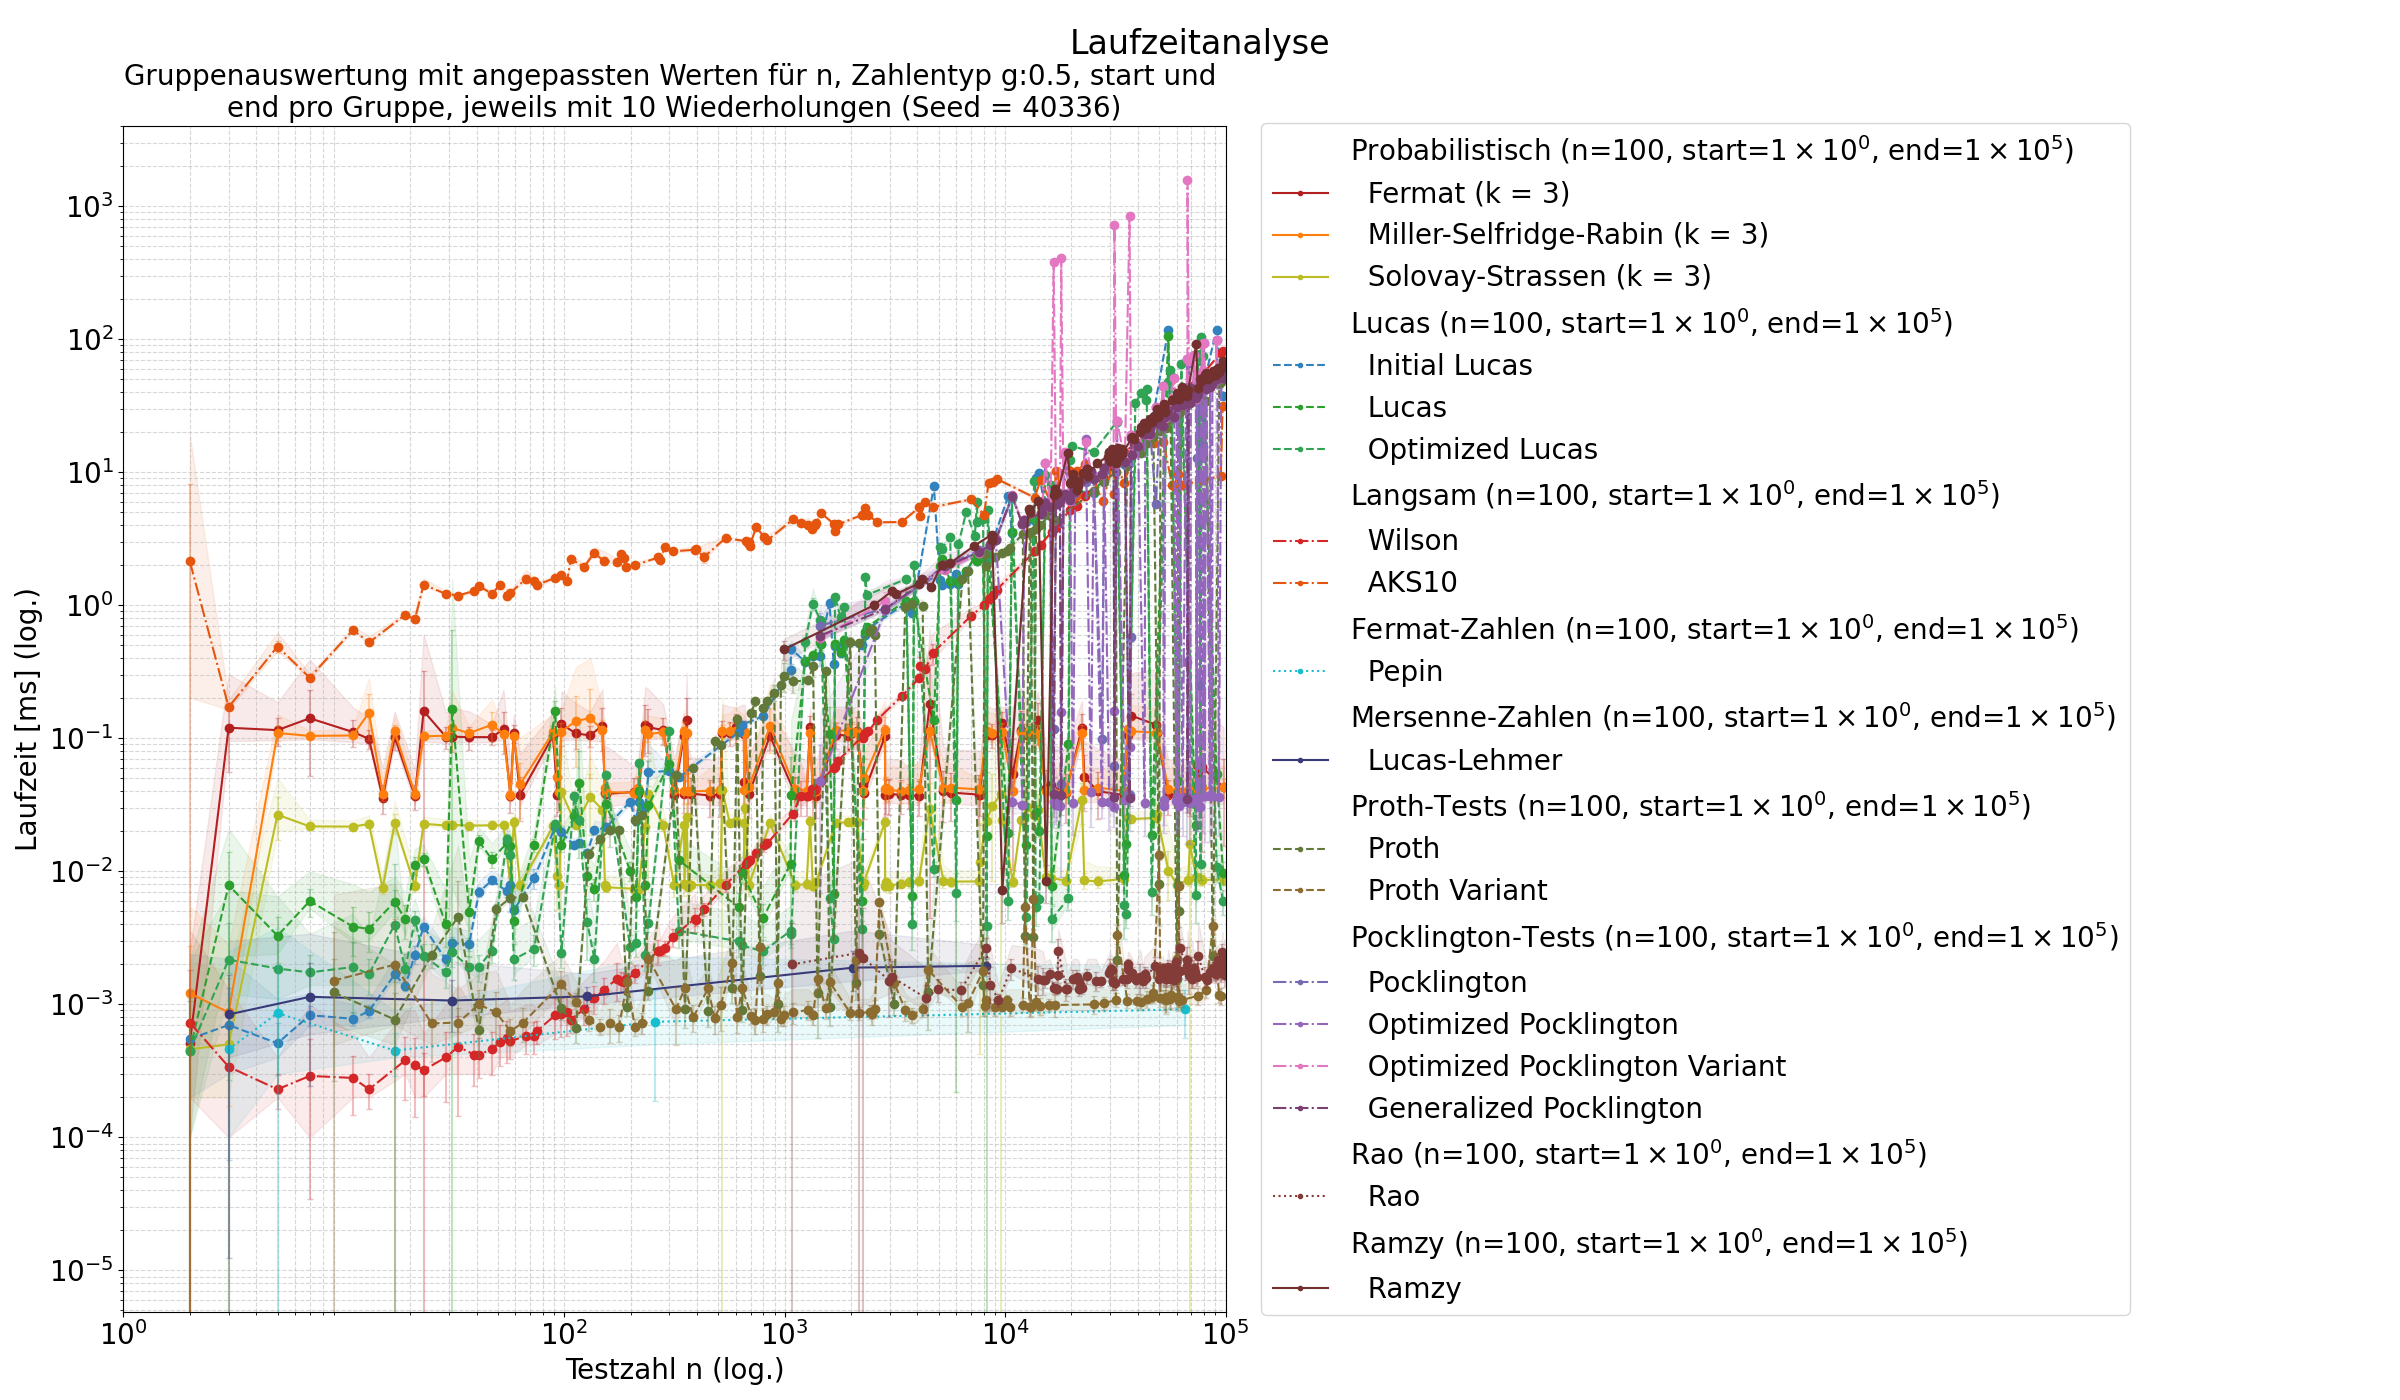 Laufzeitanalyse
Gruppenauswertung mit angepassten Werten für n, Zahlentyp g:0.5, start und
end pro Gruppe, jeweils mit 10 Wiederholungen (Seed = 40336)
Laufzeit [ms] (log.)
10³
10²
10¹
10⁰
10⁻¹
10⁻²
10⁻³
10⁻⁴
10⁻⁵
10⁰ 10² 10³ 10⁴ 10⁵
Testzahl n (log.)
Probabilistisch (n=100, start=1 × 10⁰, end=1 × 10⁵)
Fermat (k = 3)
Miller-Selfridge-Rabin (k = 3)
Solovay-Strassen (k = 3)
Lucas (n=100, start=1 × 10⁰, end=1 × 10⁵)
Initial Lucas
Lucas
Optimized Lucas
Langsam (n=100, start=1 × 10⁰, end=1 × 10⁵)
Wilson
AKS10
Fermat-Zahlen (n=100, start=1 × 10⁰, end=1 × 10⁵)
Pepin
Mersenne-Zahlen (n=100, start=1 × 10⁰, end=1 × 10⁵)
Lucas-Lehmer
Proth-Tests (n=100, start=1 × 10⁰, end=1 × 10⁵)
Proth
Proth Variant
Pocklington-Tests (n=100, start=1 × 10⁰, end=1 × 10⁵)
Pocklington
Optimized Pocklington
Optimized Pocklington Variant
Generalized Pocklington
Rao (n=100, start=1 × 10⁰, end=1 × 10⁵)
Rao
Ramzy (n=100, start=1 × 10⁰, end=1 × 10⁵)
Ramzy